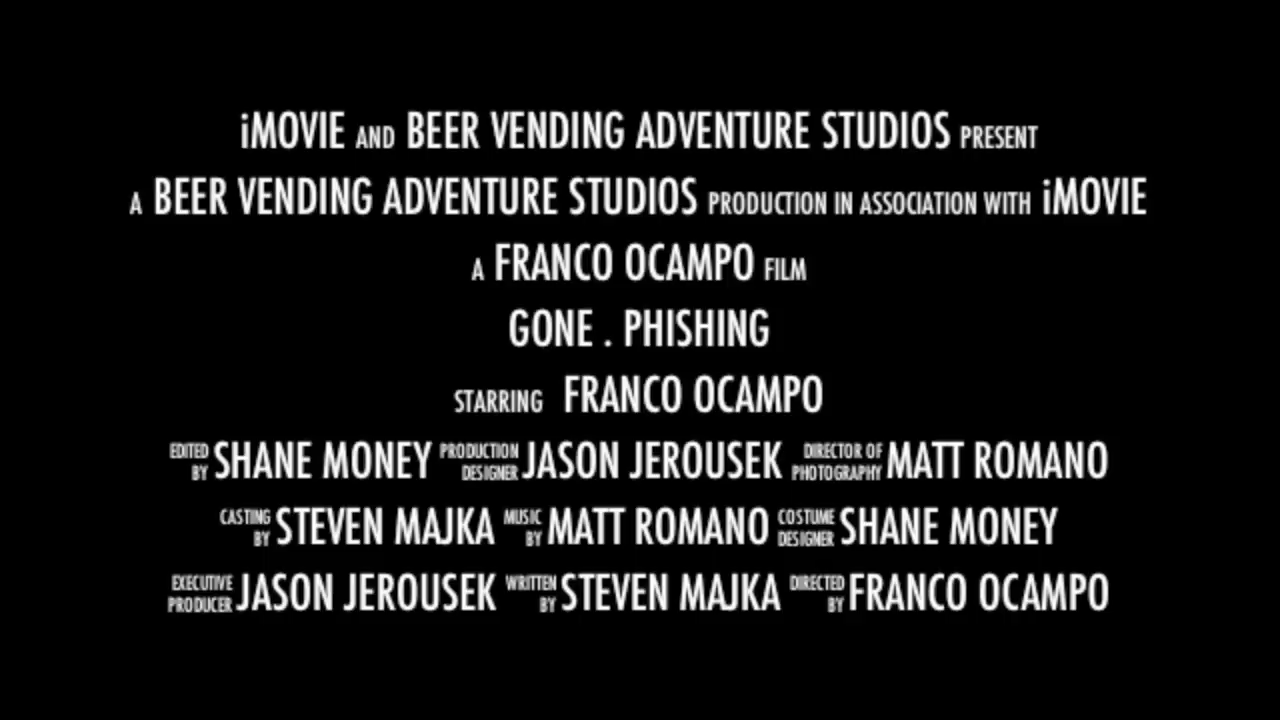 iMOVIE AND BEER VENDING ADVENTURE STUDIOS PRESENT
A BEER VENDING ADVENTURE STUDIOS PRODUCTION IN ASSOCIATION WITH iMOVIE
A FRANCO OCAMPO FILM
GONE . PHISHING
STARRING FRANCO OCAMPO
EDITED BY SHANE MONEY PRODUCTION DESIGNER JASON JEROUSEK DIRECTOR OF PHOTOGRAPHY MATT ROMANO
CASTING BY STEVEN MAJKA MUSIC BY MATT ROMANO COSTUME DESIGNER SHANE MONEY
EXECUTIVE PRODUCER JASON JEROUSEK WRITTEN BY STEVEN MAJKA DIRECTED BY FRANCO OCAMPO